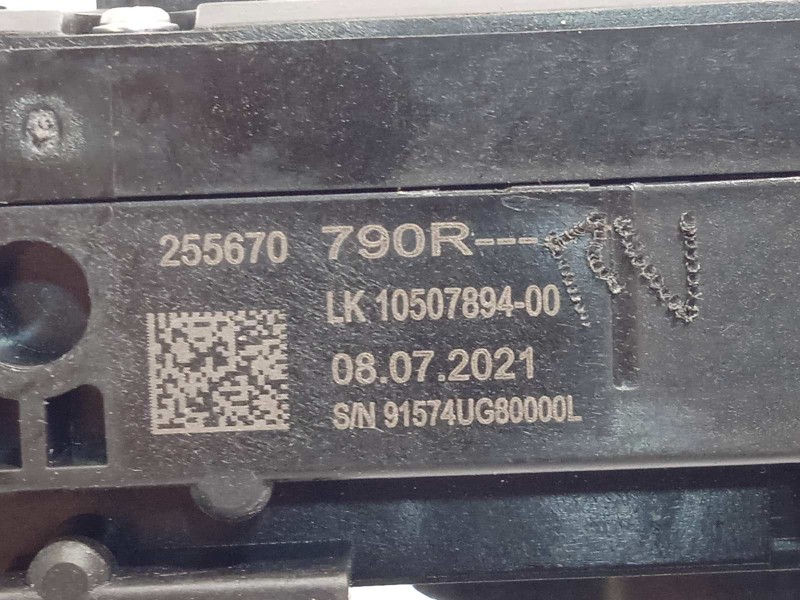 255670 790R---
LK 10507894-00
08.07.2021
S/N 91574UG80000L